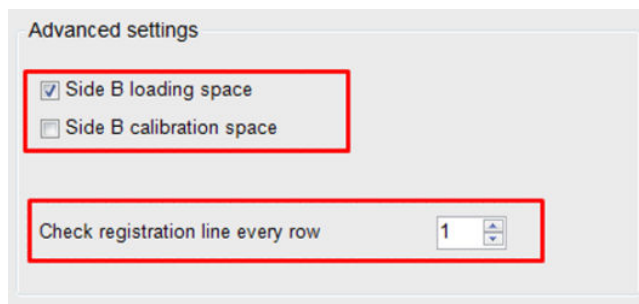 Advanced settings
Side B loading space
Side B calibration space
Check registration line every row 1